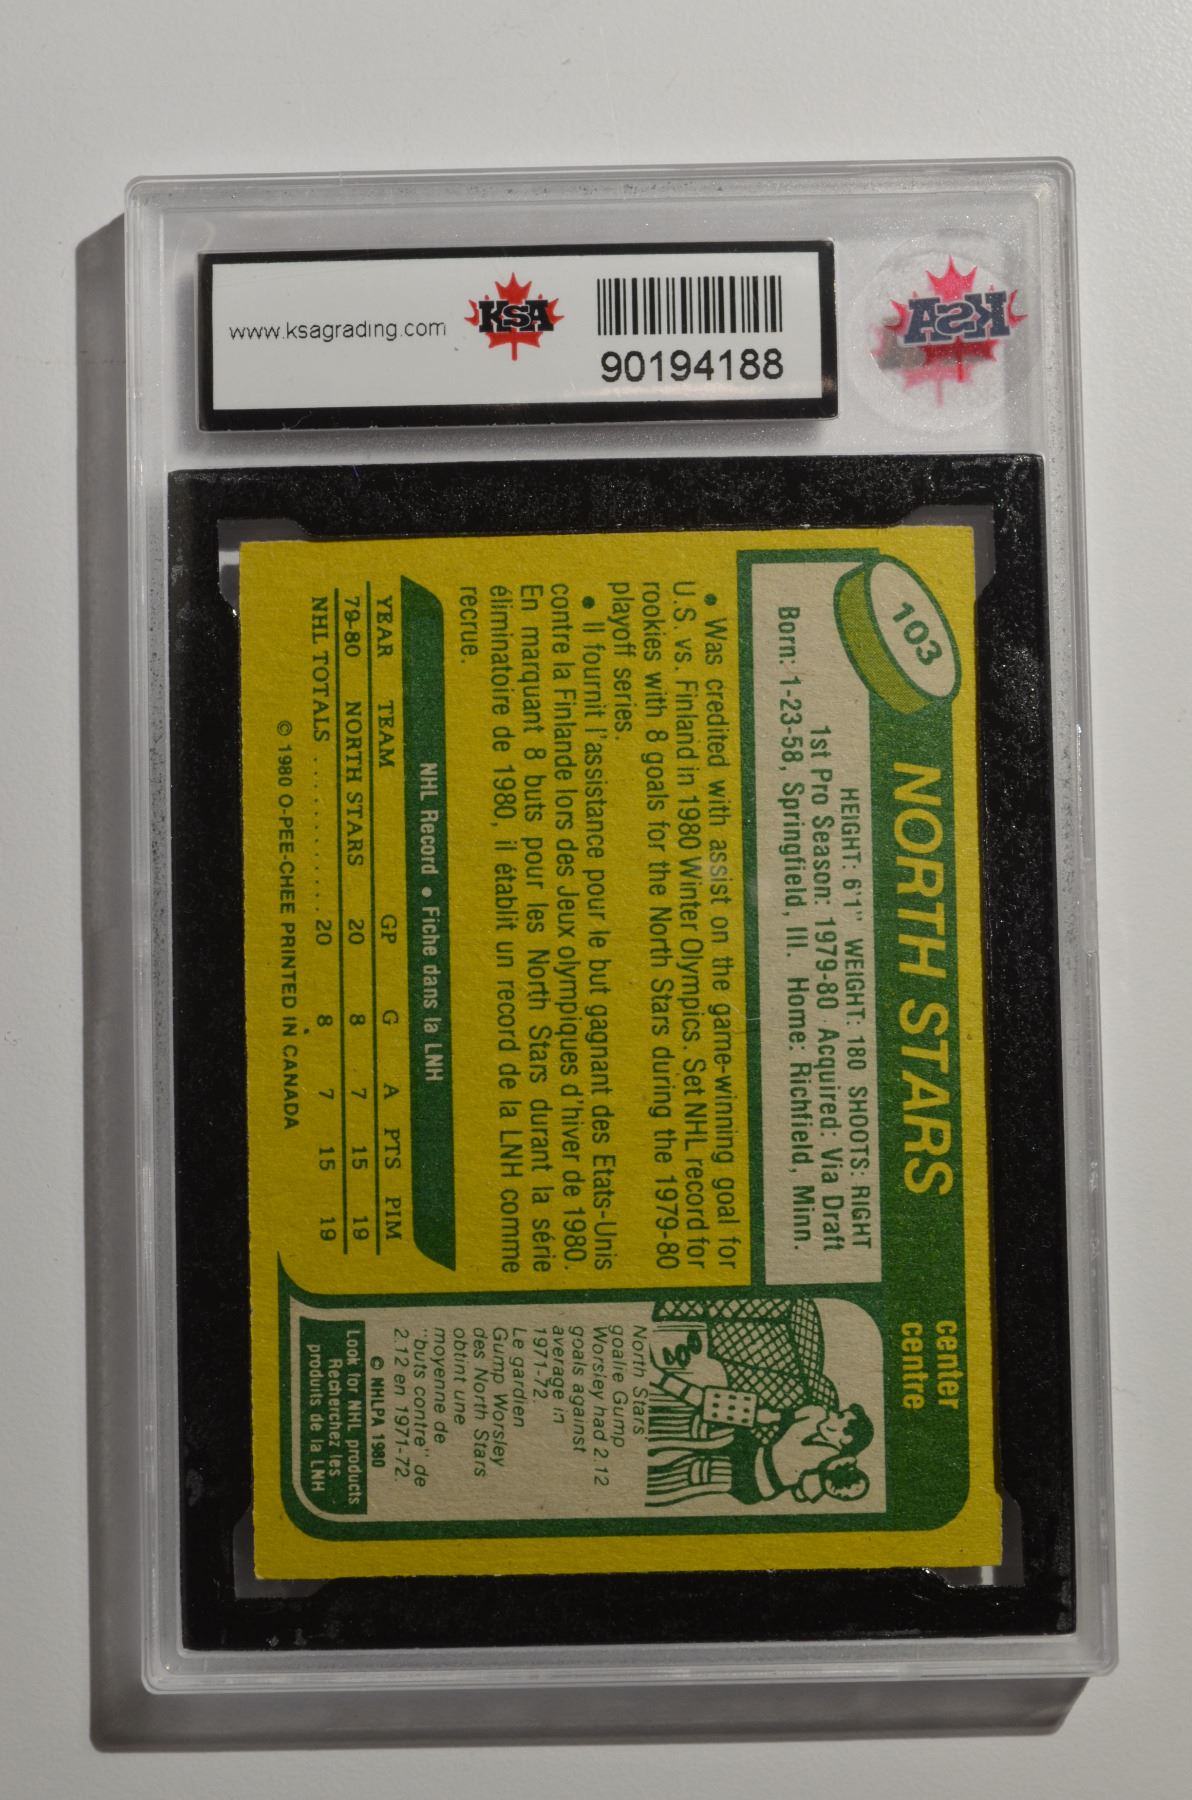 www.ksagrading.com
KSA
90194188
KSA
103
NORTH STARS
center
centre
HEIGHT: 6'1" WEIGHT: 180 SHOOTS: RIGHT
1st Pro Season: 1979-80 Acquired: Via Draft
Born: 1-23-58, Springfield, Ill. Home: Richfield, Minn.
• Was credited with assist on the game-winning goal for
U.S. vs. Finland in 1980 Winter Olympics. Set NHL record for
rookies with 8 goals for the North Stars during the 1979-80
playoff series.
• Il fournit l'assistance pour le but gagnant des Etats-Unis
contre la Finlande lors des Jeux olympiques d'hiver de 1980.
En marquant 8 buts pour les North Stars durant la série
éliminatoire de 1980, il établit un record de la LNH comme
recrue.
NHL Record • Fiche dans la LNH
YEAR TEAM GP G A PTS PIM
79-80 NORTH STARS 20 8 7 15 19
NHL TOTALS .......... 20 8 7 15 19
© 1980 O-PEE-CHEE PRINTED IN CANADA
North Stars'
goalie Gump
Worsley had 2.12
goals against
average in
1971-72.
Le gardien
Gump Worsley
des North Stars
obtint une
moyenne de
"buts contre" de
2.12 en 1971-72.
© NHLPA 1980
Look for NHL products
Recherchez les
produits de la LNH